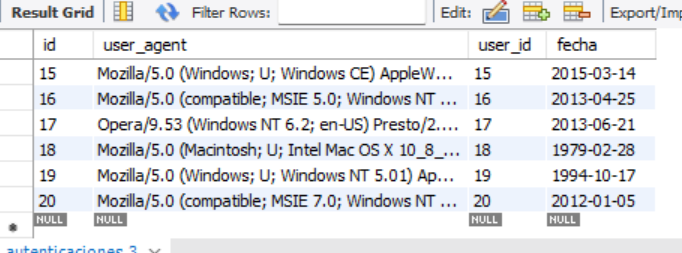 Result Grid Filter Rows: Edit: Export/Imp
id user_agent user_id fecha
15 Mozilla/5.0 (Windows; U; Windows CE) AppleW... 15 2015-03-14
16 Mozilla/5.0 (compatible; MSIE 5.0; Windows NT ... 16 2013-04-25
17 Opera/9.53 (Windows NT 6.2; en-US) Presto/2.... 17 2013-06-21
18 Mozilla/5.0 (Macintosh; U; Intel Mac OS X 10_8_... 18 1979-02-28
19 Mozilla/5.0 (Windows; U; Windows NT 5.01) Ap... 19 1994-10-17
20 Mozilla/5.0 (compatible; MSIE 7.0; Windows NT ... 20 2012-01-05
NULL NULL NULL NULL
autenticaciones 3